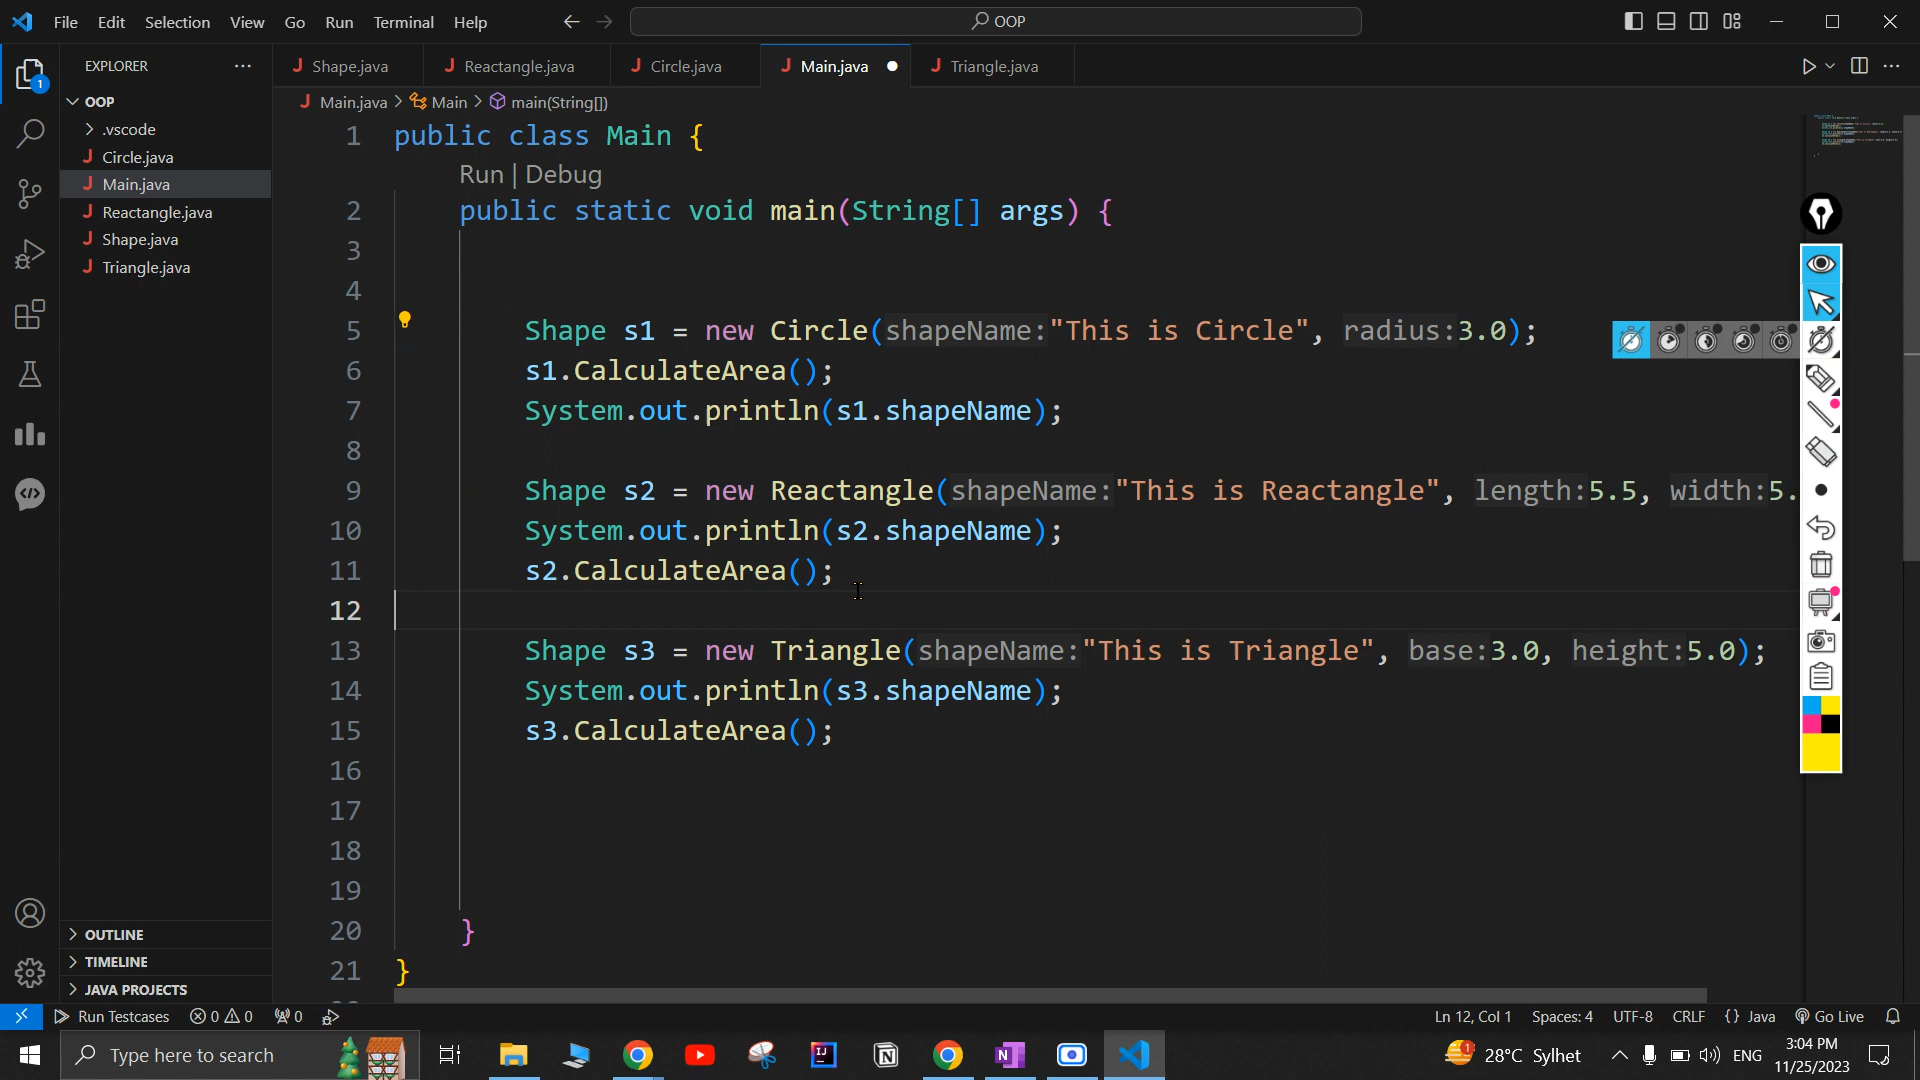 File Edit Selection View Go Run Terminal Help
OOP
EXPLORER
Shape.java Reactangle.java Circle.java Main.java Triangle.java
OOP
Main.java > Main > main(String[])
.vscode
Circle.java
Main.java
Reactangle.java
Shape.java
Triangle.java
1 public class Main {
Run | Debug
2 public static void main(String[] args) {
3
4
5 Shape s1 = new Circle(shapeName:"This is Circle", radius:3.0);
6 s1.CalculateArea();
7 System.out.println(s1.shapeName);
8
9 Shape s2 = new Reactangle(shapeName:"This is Reactangle", length:5.5, width:5.
10 System.out.println(s2.shapeName);
11 s2.CalculateArea();
12
13 Shape s3 = new Triangle(shapeName:"This is Triangle", base:3.0, height:5.0);
14 System.out.println(s3.shapeName);
15 s3.CalculateArea();
16
17
18
19
20 }
21 }
OUTLINE
TIMELINE
JAVA PROJECTS
Run Testcases 0 0 0
Ln 12, Col 1 Spaces: 4 UTF-8 CRLF {} Java Go Live
Type here to search
28°C Sylhet
ENG
3:04 PM
11/25/2023